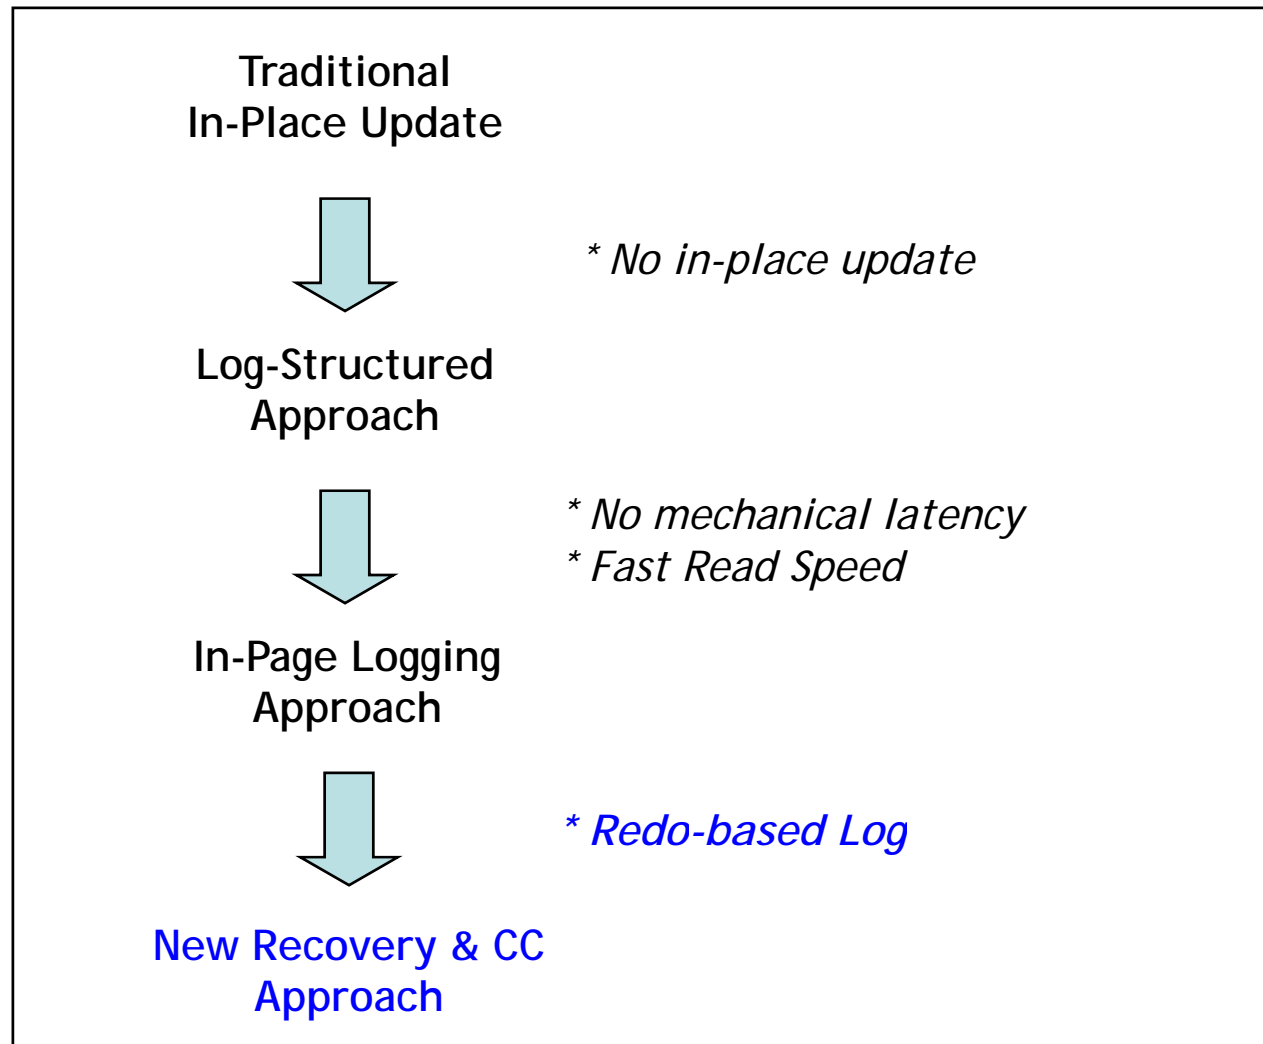 Traditional
In-Place Update
* No in-place update
Log-Structured
Approach
* No mechanical latency
* Fast Read Speed
In-Page Logging
Approach
* Redo-based Log
New Recovery & CC
Approach